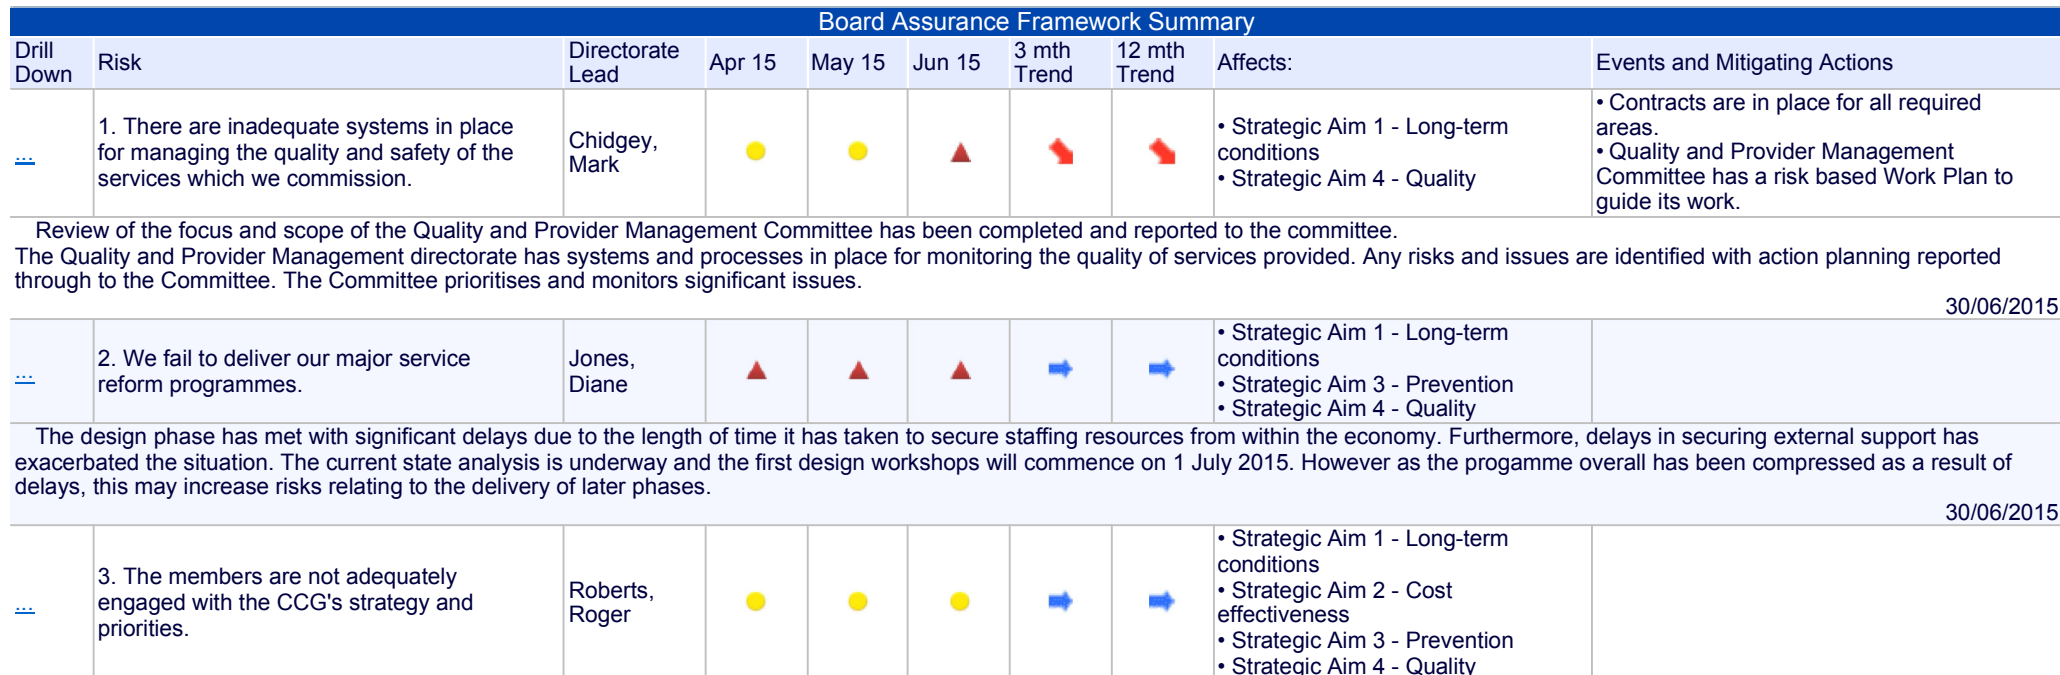 Board Assurance Framework Summary
Drill Down Risk Directorate Lead Apr 15 May 15 Jun 15 3 mth Trend 12 mth Trend Affects: Events and Mitigating Actions
...
1. There are inadequate systems in place
for managing the quality and safety of the
services which we commission.
Chidgey,
Mark
• Strategic Aim 1 - Long-term
conditions
• Strategic Aim 4 - Quality
• Contracts are in place for all required
areas.
• Quality and Provider Management
Committee has a risk based Work Plan to
guide its work.
Review of the focus and scope of the Quality and Provider Management Committee has been completed and reported to the committee.
The Quality and Provider Management directorate has systems and processes in place for monitoring the quality of services provided. Any risks and issues are identified with action planning reported
through to the Committee. The Committee prioritises and monitors significant issues.
30/06/2015
...
2. We fail to deliver our major service
reform programmes.
Jones,
Diane
• Strategic Aim 1 - Long-term
conditions
• Strategic Aim 3 - Prevention
• Strategic Aim 4 - Quality
The design phase has met with significant delays due to the length of time it has taken to secure staffing resources from within the economy. Furthermore, delays in securing external support has
exacerbated the situation. The current state analysis is underway and the first design workshops will commence on 1 July 2015. However as the progamme overall has been compressed as a result of
delays, this may increase risks relating to the delivery of later phases.
30/06/2015
...
3. The members are not adequately
engaged with the CCG's strategy and
priorities.
Roberts,
Roger
• Strategic Aim 1 - Long-term
conditions
• Strategic Aim 2 - Cost
effectiveness
• Strategic Aim 3 - Prevention
• Strategic Aim 4 - Quality